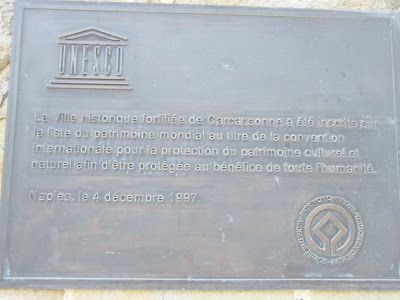 UNESCO
La Ville historique fortifiée de Carcassonne a été inscrite sur
la liste du patrimoine mondial au titre de la convention
internationale pour la protection du patrimoine culturel et
naturel afin d'être protégée au bénéfice de toute l'humanité.
Naples, le 4 décembre 1997.